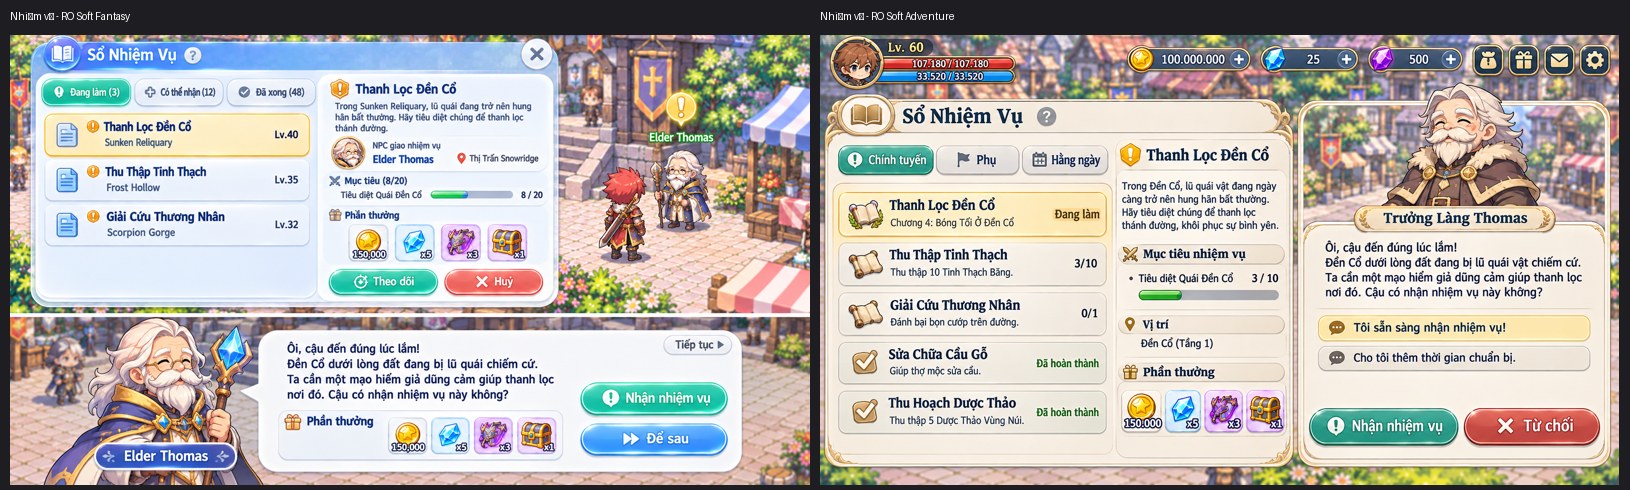 Nhiệm vụ - RO Soft Fantasy
Sổ Nhiệm Vụ ?
Đang làm (3)
Có thể nhận (12)
Đã xong (48)
Thanh Lọc Đền Cổ
Sunken Reliquary
Lv.40
Thu Thập Tinh Thạch
Frost Hollow
Lv.35
Giải Cứu Thương Nhân
Scorpion Gorge
Lv.32
Thanh Lọc Đền Cổ
Trong Sunken Reliquary, lũ quái đang trở nên hung
hãn bất thường. Hãy tiêu diệt chúng để thanh lọc
thánh đường.
NPC giao nhiệm vụ
Elder Thomas
Thị Trấn Snowridge
Mục tiêu (8/20)
Tiêu diệt Quái Đền Cổ
8 / 20
Phần thưởng
150,000
x5
x3
x1
Theo dõi
Huỷ
Elder Thomas
Ôi, cậu đến đúng lúc lắm!
Đền Cổ dưới lòng đất đang bị lũ quái chiếm cứ.
Ta cần một mạo hiểm giả dũng cảm giúp thanh lọc
nơi đó. Cậu có nhận nhiệm vụ này không?
Tiếp tục
Phần thưởng
150,000
x5
x3
x1
Nhận nhiệm vụ
Để sau
Elder Thomas
Nhiệm vụ - RO Soft Adventure
Lv. 60
107.180 / 107.180
33.520 / 33.520
100.000.000
25
500
Sổ Nhiệm Vụ ?
Chính tuyến
Phụ
Hằng ngày
Thanh Lọc Đền Cổ
Chương 4: Bóng Tối Ở Đền Cổ
Đang làm
Thu Thập Tinh Thạch
Thu thập 10 Tinh Thạch Băng.
3/10
Giải Cứu Thương Nhân
Đánh bại bọn cướp trên đường.
0/1
Sửa Chữa Cầu Gỗ
Giúp thợ mộc sửa cầu.
Đã hoàn thành
Thu Hoạch Dược Thảo
Thu thập 5 Dược Thảo Vùng Núi.
Đã hoàn thành
Thanh Lọc Đền Cổ
Trong Đền Cổ, lũ quái vật đang ngày
càng trở nên hung hãn bất thường.
Hãy tiêu diệt chúng để thanh lọc
thánh đường, khôi phục sự bình yên.
Mục tiêu nhiệm vụ
• Tiêu diệt Quái Đền Cổ
3 / 10
Vị trí
Đền Cổ (Tầng 1)
Phần thưởng
150.000
x5
x3
x1
Trưởng Làng Thomas
Ôi, cậu đến đúng lúc lắm!
Đền Cổ dưới lòng đất đang bị lũ quái vật chiếm cứ.
Ta cần một mạo hiểm giả dũng cảm giúp thanh lọc
nơi đó. Cậu có nhận nhiệm vụ này không?
Tôi sẵn sàng nhận nhiệm vụ!
Cho tôi thêm thời gian chuẩn bị.
Nhận nhiệm vụ
Từ chối